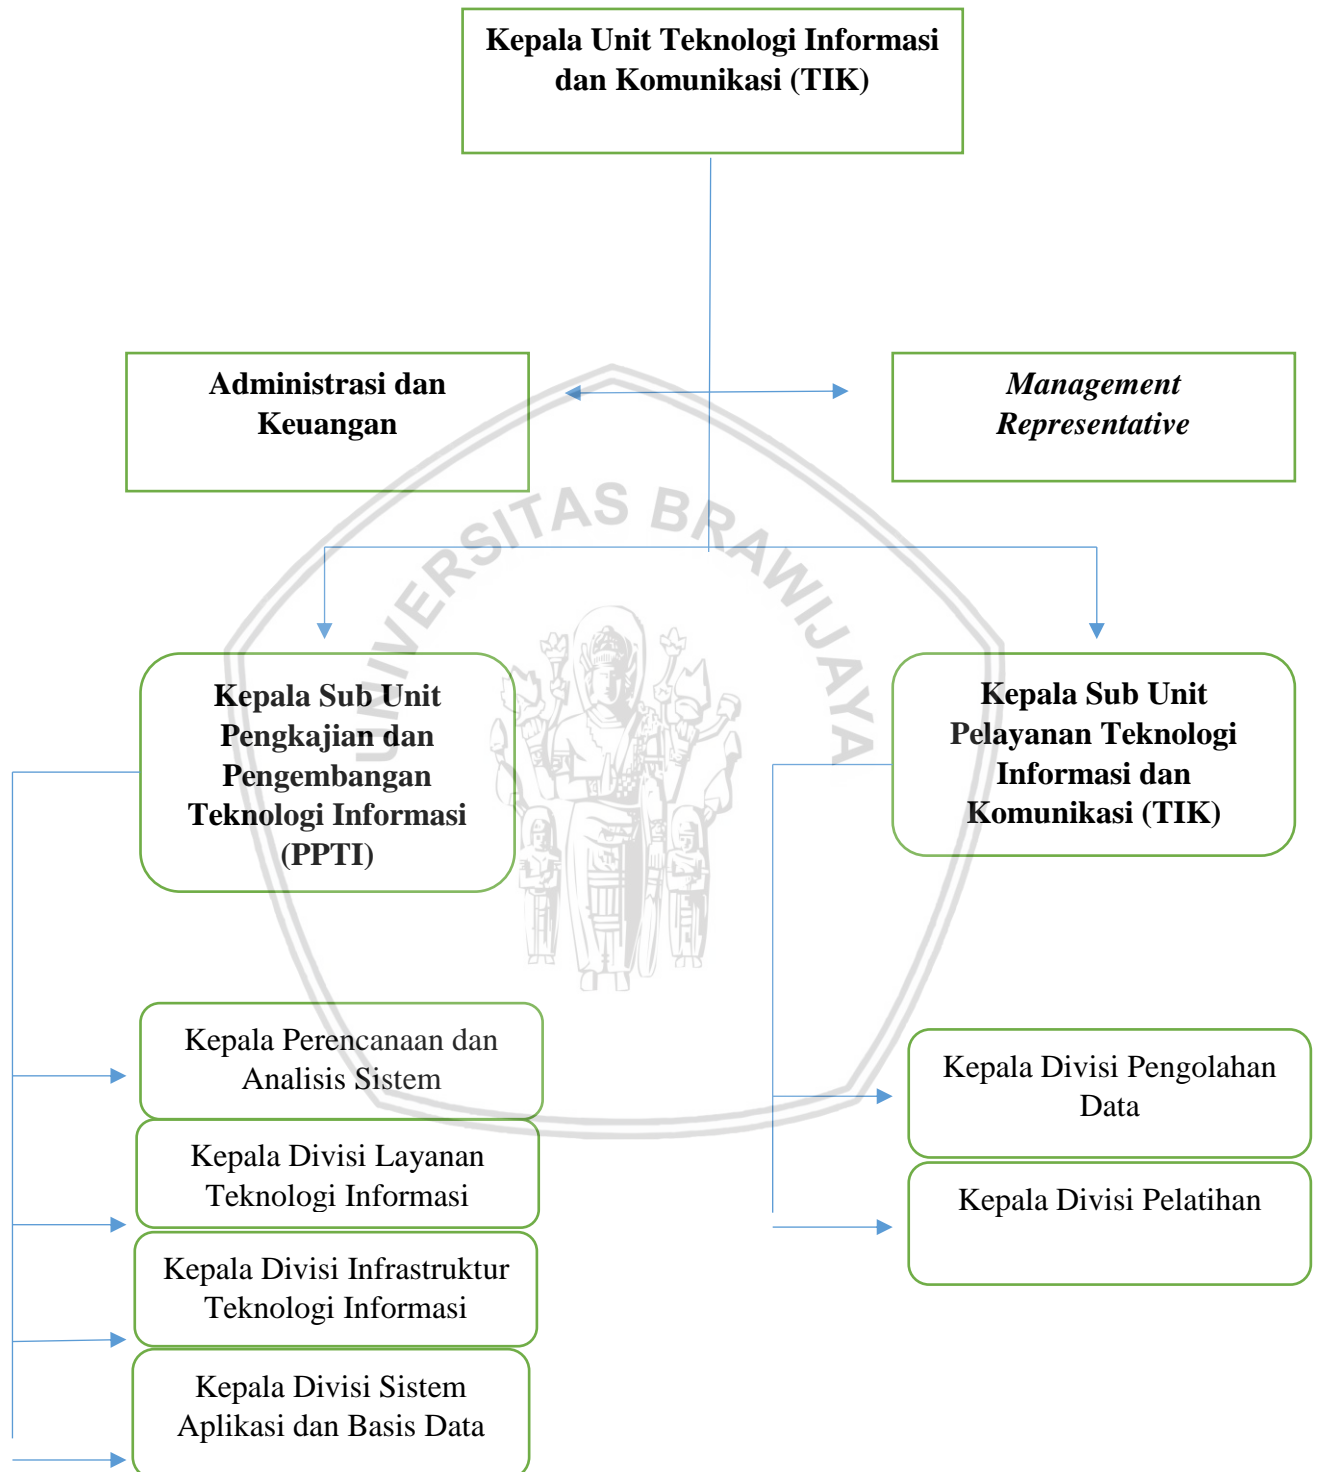 Kepala Unit Teknologi Informasi
dan Komunikasi (TIK)
Administrasi dan
Keuangan
Management
Representative
UNIVERSITAS BRAWIJAYA
Kepala Sub Unit
Pengkajian dan
Pengembangan
Teknologi Informasi
(PPTI)
Kepala Sub Unit
Pelayanan Teknologi
Informasi dan
Komunikasi (TIK)
Kepala Perencanaan dan
Analisis Sistem
Kepala Divisi Layanan
Teknologi Informasi
Kepala Divisi Infrastruktur
Teknologi Informasi
Kepala Divisi Sistem
Aplikasi dan Basis Data
Kepala Divisi Pengolahan
Data
Kepala Divisi Pelatihan